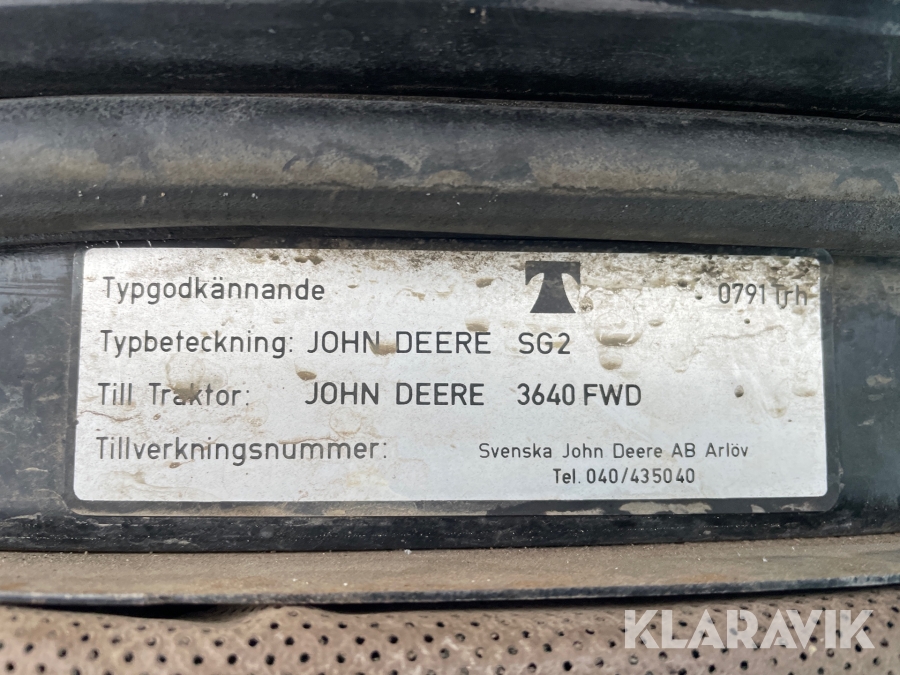 Typgodkännande T 0791 Trh
Typbeteckning: JOHN DEERE SG2
Till Traktor: JOHN DEERE 3640 FWD
Tillverkningsnummer: Svenska John Deere AB Arlöv
Tel. 040/435040
KLARAVIK